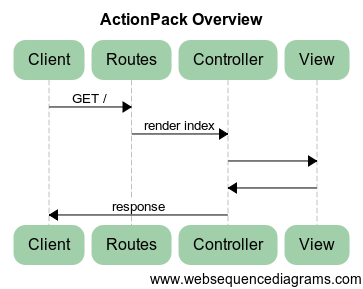 ActionPack Overview
Client Routes Controller View
GET /
render index
response
Client Routes Controller View
www.websequencediagrams.com